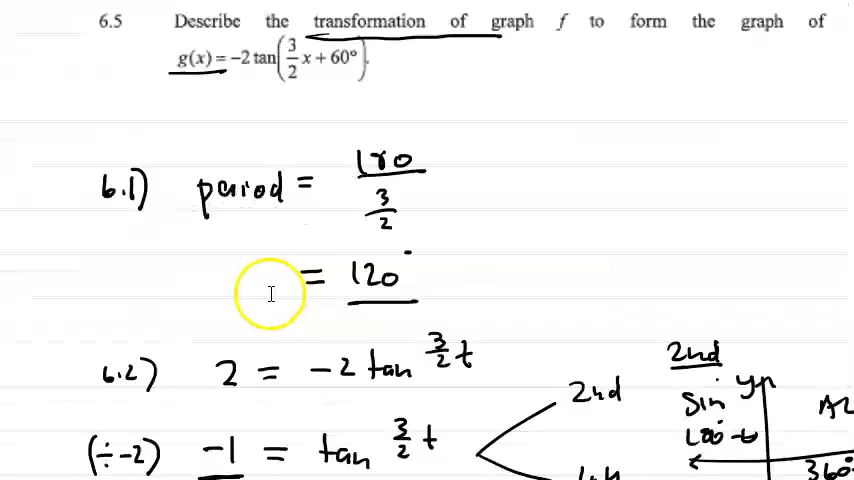 6.5 Describe the transformation of graph f to form the graph of
g(x) = -2 tan(3/2 x + 60°).
6.1) period = 180 / (3/2)
= 120°
6.2) 2 = -2 tan 3/2 t
2nd
2nd
Sin
180°-θ
(÷ -2) -1 = tan 3/2 t
360°